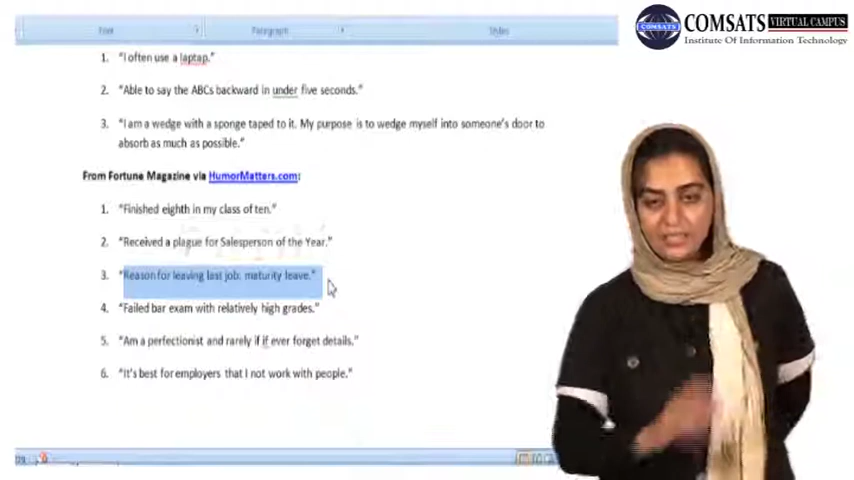 COMSATS VIRTUAL CAMPUS
Institute Of Information Technology
Font Paragraph Styles
1. "I often use a laptap."
2. "Able to say the ABCs backward in under five seconds."
3. "I am a wedge with a sponge taped to it. My purpose is to wedge myself into someone's door to
absorb as much as possible."
From Fortune Magazine via HumorMatters.com:
1. "Finished eighth in my class of ten."
2. "Received a plague for Salesperson of the Year."
3. "Reason for leaving last job: maturity leave."
4. "Failed bar exam with relatively high grades."
5. "Am a perfectionist and rarely if if ever forget details."
6. "It's best for employers that I not work with people."